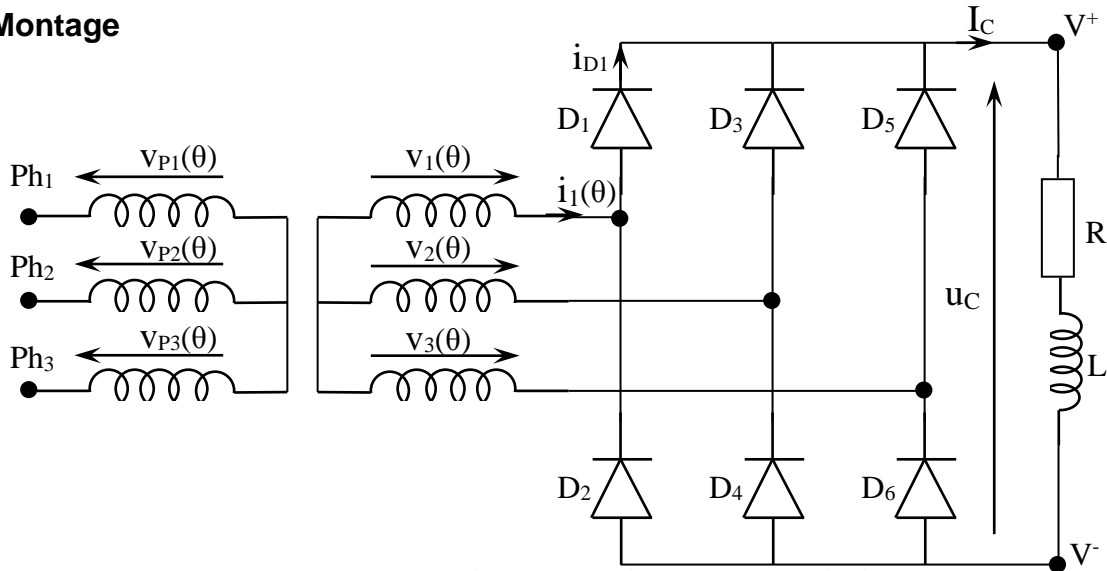 Montage
I_C
V⁺
i_D1
D₁
D₃
D₅
v_P1(θ)
v₁(θ)
Ph₁
i₁(θ)
R
v_P2(θ)
v₂(θ)
Ph₂
u_C
v_P3(θ)
v₃(θ)
Ph₃
L
D₂
D₄
D₆
V⁻